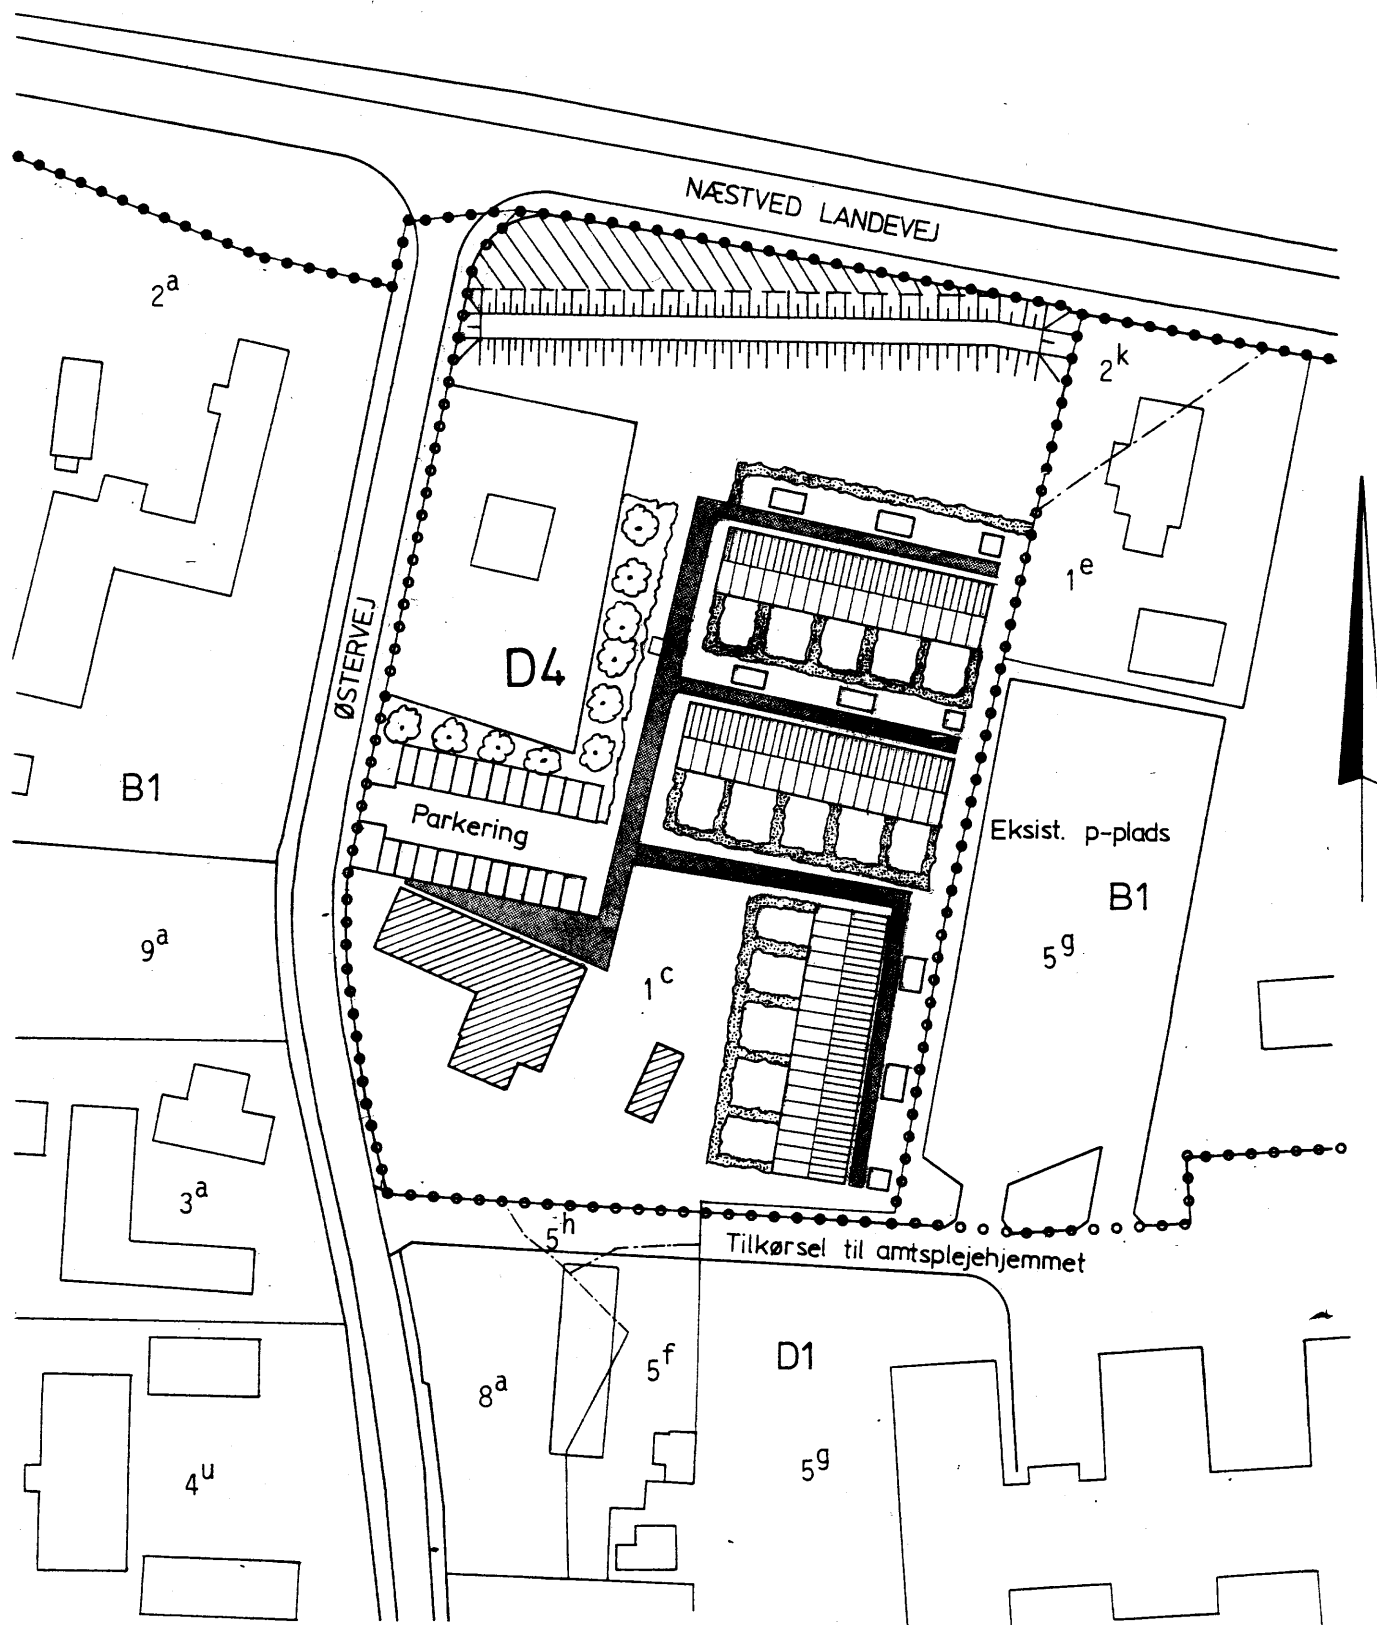 NÆSTVED LANDEVEJ
2ᵃ
2ᵏ
1ᵉ
ØSTERVEJ
D4
B1
Parkering
Eksist. p-plads
B1
9ᵃ
1ᶜ
5ᵍ
3ᵃ
5ʰ
Tilkørsel til amtsplejehjemmet
D1
5ᶠ
8ᵃ
4ᵘ
5ᵍ